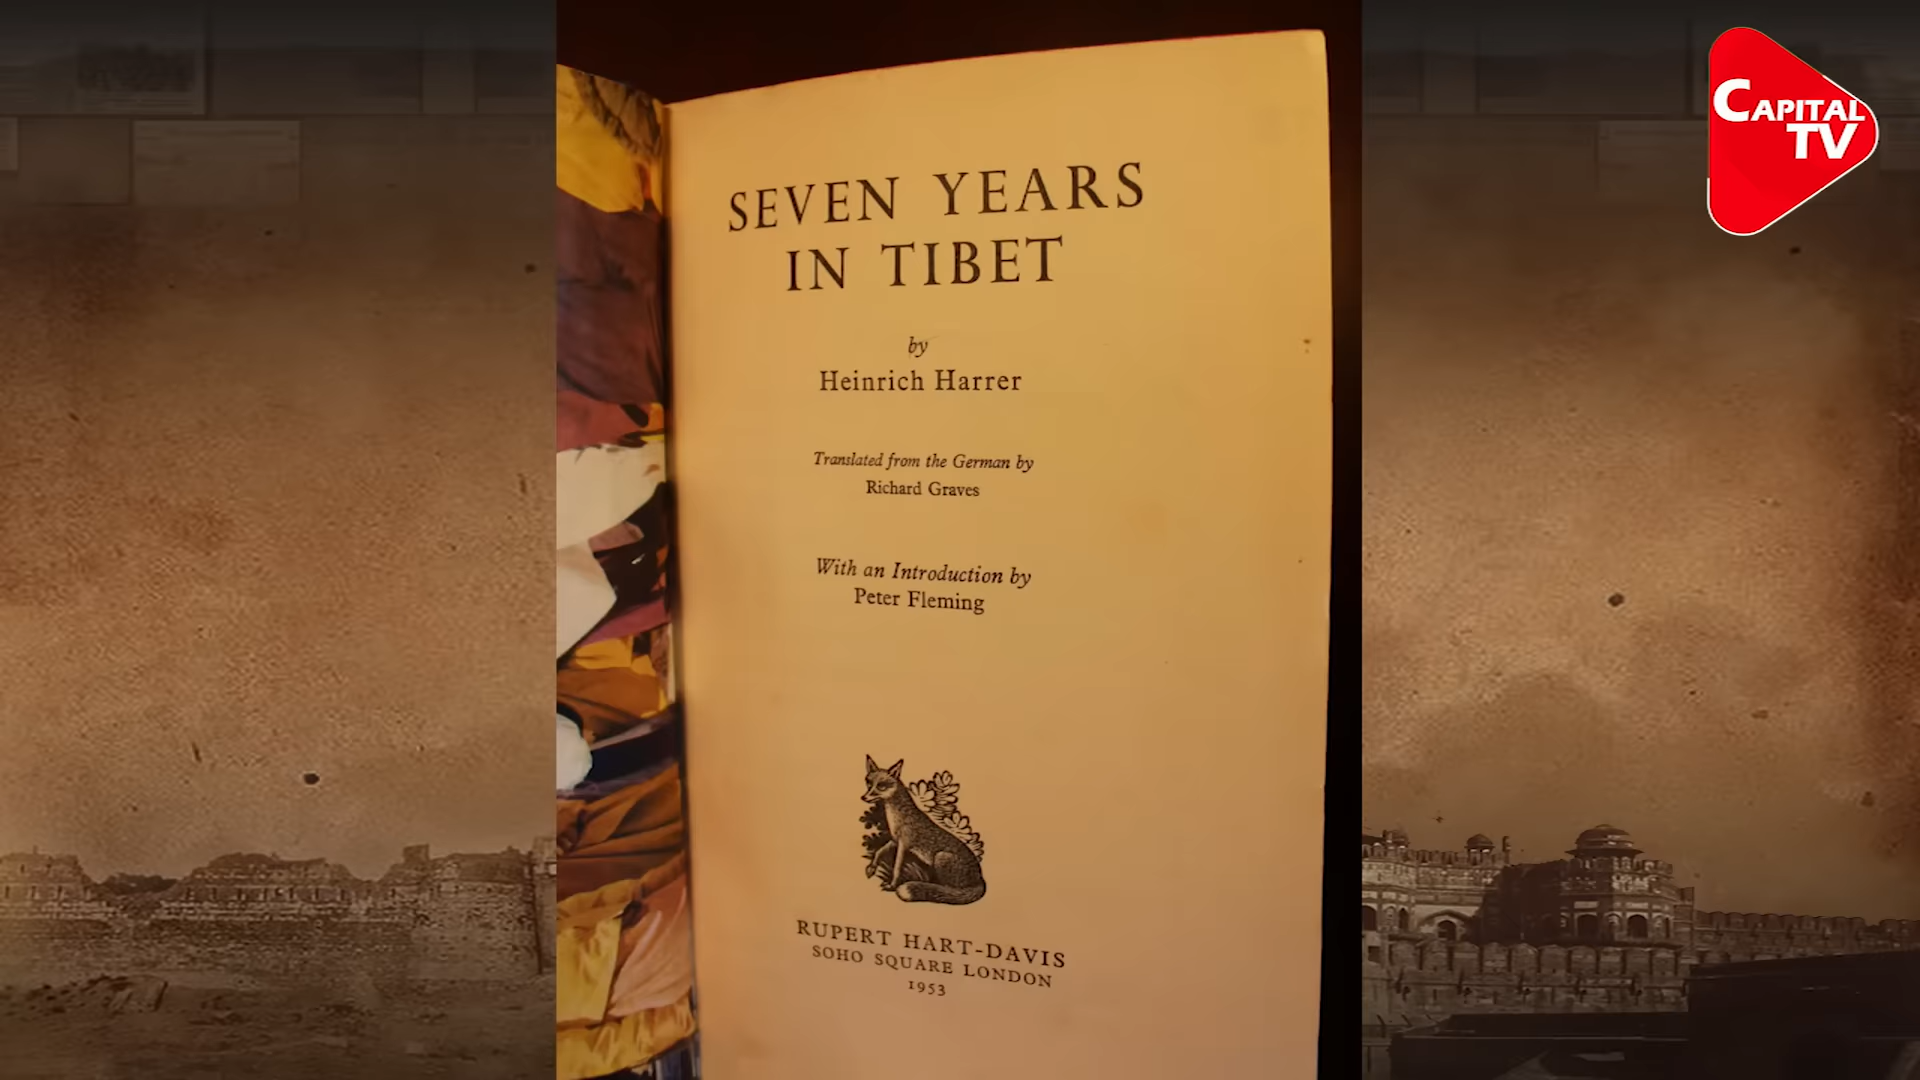 SEVEN YEARS
IN TIBET
by
Heinrich Harrer
Translated from the German by
Richard Graves
With an Introduction by
Peter Fleming
RUPERT HART-DAVIS
SOHO SQUARE LONDON
1953
CAPITAL
TV